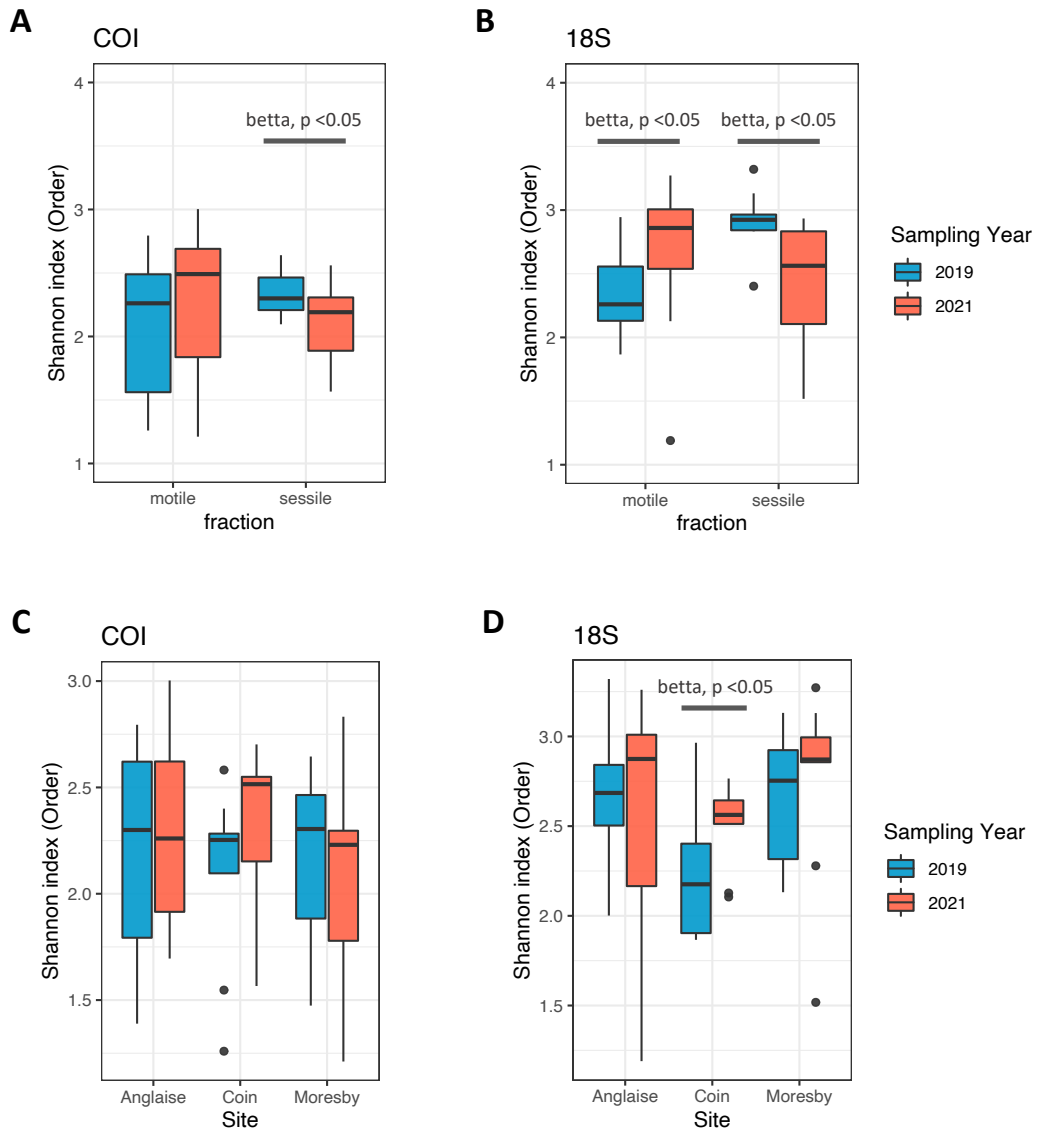 A
COI
4
3
2
1
Shannon index (Order)
betta, p <0.05
motile
sessile
fraction
B
18S
4
3
2
1
Shannon index (Order)
betta, p <0.05
betta, p <0.05
motile
sessile
fraction
Sampling Year
2019
2021
C
COI
3.0
2.5
2.0
1.5
Shannon index (Order)
Anglaise
Coin
Moresby
Site
D
18S
3.0
2.5
2.0
1.5
Shannon index (Order)
betta, p <0.05
Anglaise
Coin
Moresby
Site
Sampling Year
2019
2021